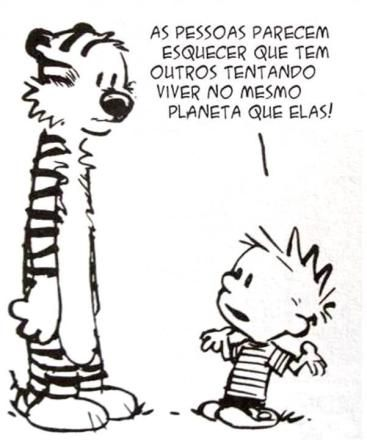 AS PESSOAS PARECEM
ESQUECER QUE TEM
OUTROS TENTANDO
VIVER NO MESMO
PLANETA QUE ELAS!